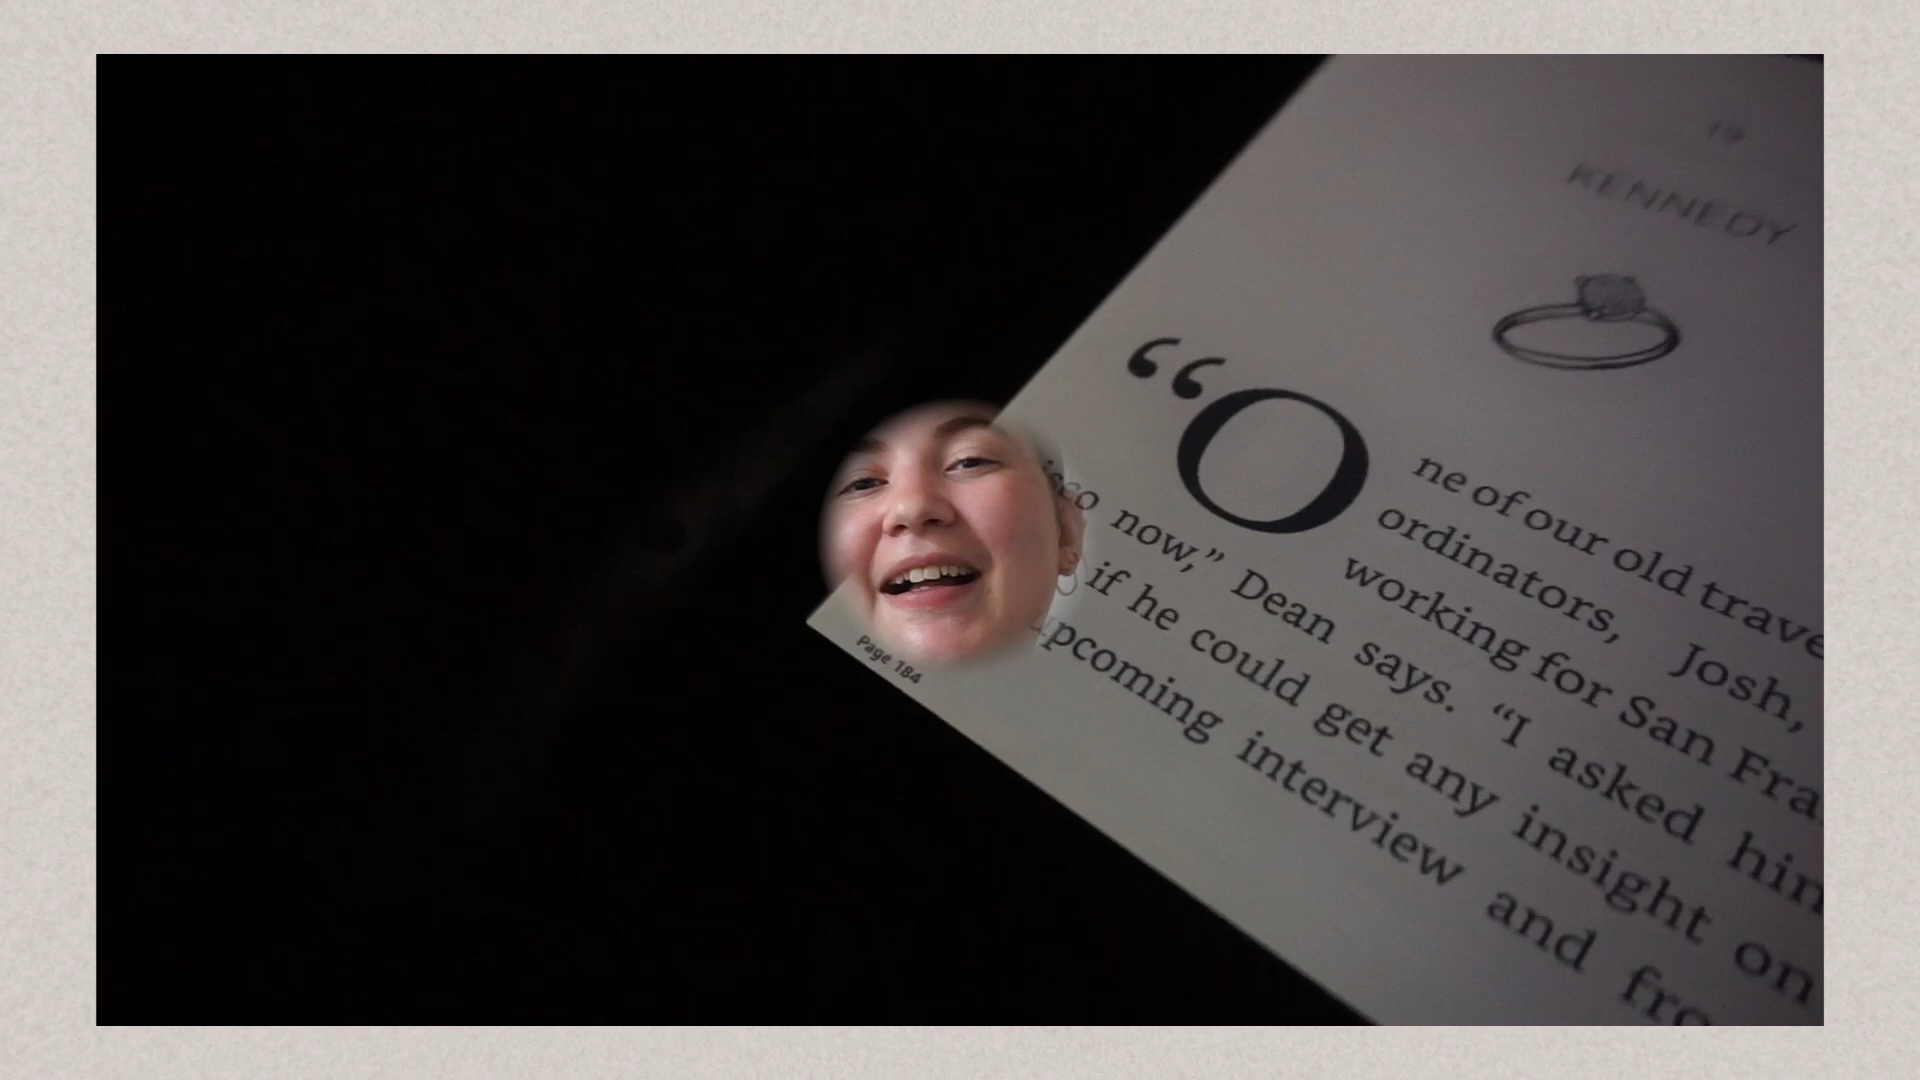 19
KENNEDY
“One of our old trave
ordinators, Josh,
working for San Fra
isco now,” Dean says. “I asked him
if he could get any insight on
upcoming interview and fro
Page 184